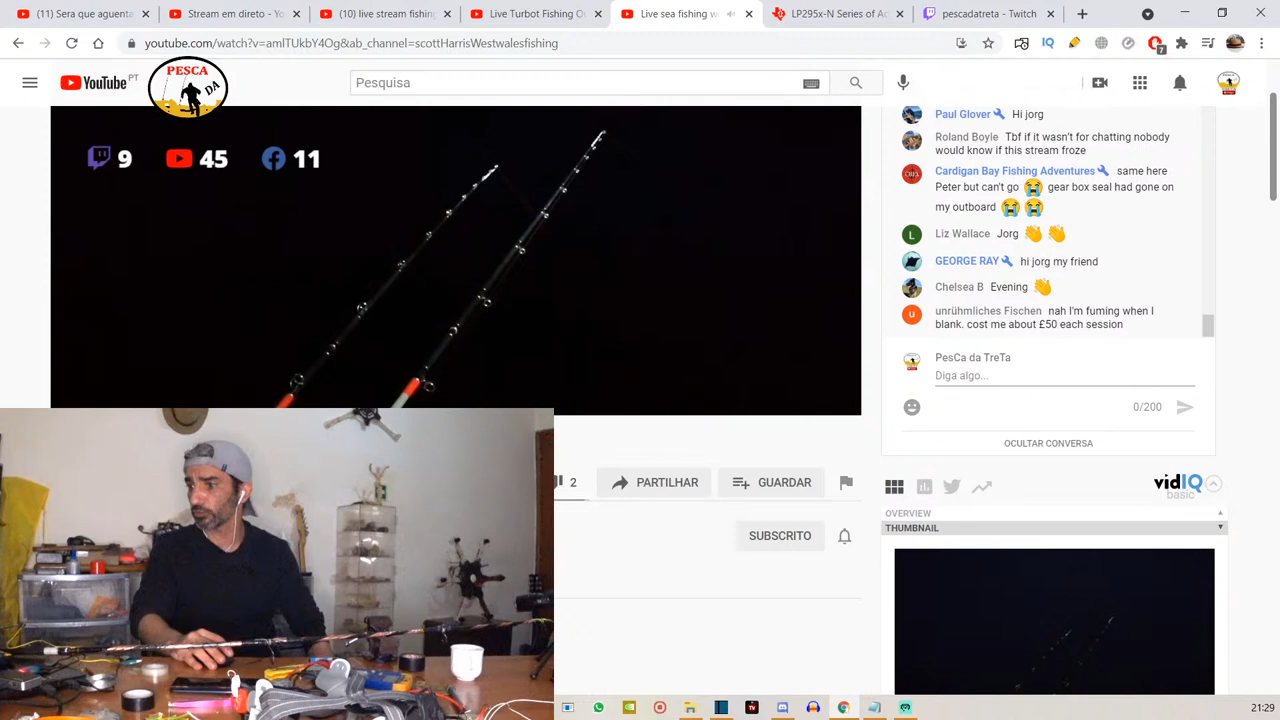 (11) Sera que aguenta
Stream en direto - Yo
(10) live stream fishing
Live Turbot Fishing O
Live sea fishing w
LP295x-N Series of Ac
pescadatreta - Twitch
youtube.com/watch?v=amlTUkbY4Og&ab_channel=scottHarrisWestwalesfishing
7
YouTube PT
PESCA
DA
Pesquisa
9 45 11
Paul Glover Hi jorg
Roland Boyle Tbf if it wasn't for chatting nobody
would know if this stream froze
Cardigan Bay Fishing Adventures same here
Peter but can't go 😭 gear box seal had gone on
my outboard 😭 😭
L Liz Wallace Jorg 👋 👋
GEORGE RAY hi jorg my friend
Chelsea B Evening 👋
u unrühmliches Fischen nah I'm fuming when I
blank. cost me about £50 each session
PesCa da TreTa
Diga algo...
0/200
OCULTAR CONVERSA
2 PARTILHAR GUARDAR
vidIQ
basic
OVERVIEW
THUMBNAIL
SUBSCRITO
21:29